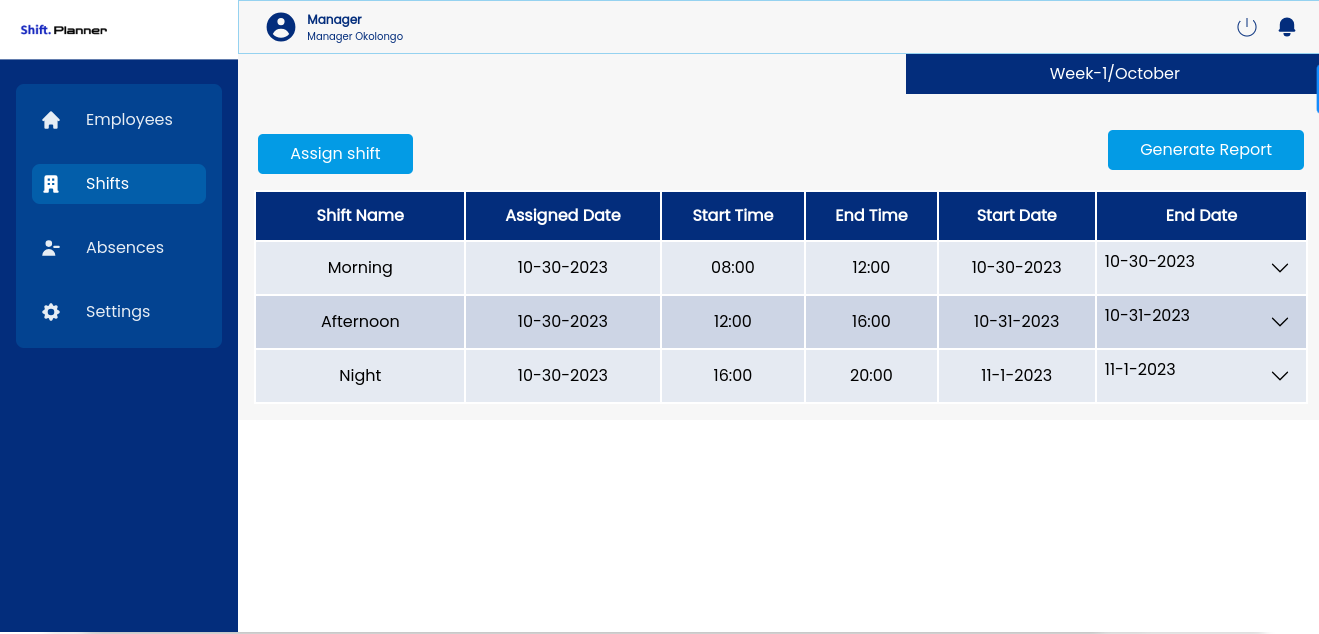 Shift. Planner
Manager
Manager Okolongo
Week-1/October
Employees
Shifts
Absences
Settings
Assign shift
Generate Report
Shift Name Assigned Date Start Time End Time Start Date End Date
Morning 10-30-2023 08:00 12:00 10-30-2023 10-30-2023
Afternoon 10-30-2023 12:00 16:00 10-31-2023 10-31-2023
Night 10-30-2023 16:00 20:00 11-1-2023 11-1-2023